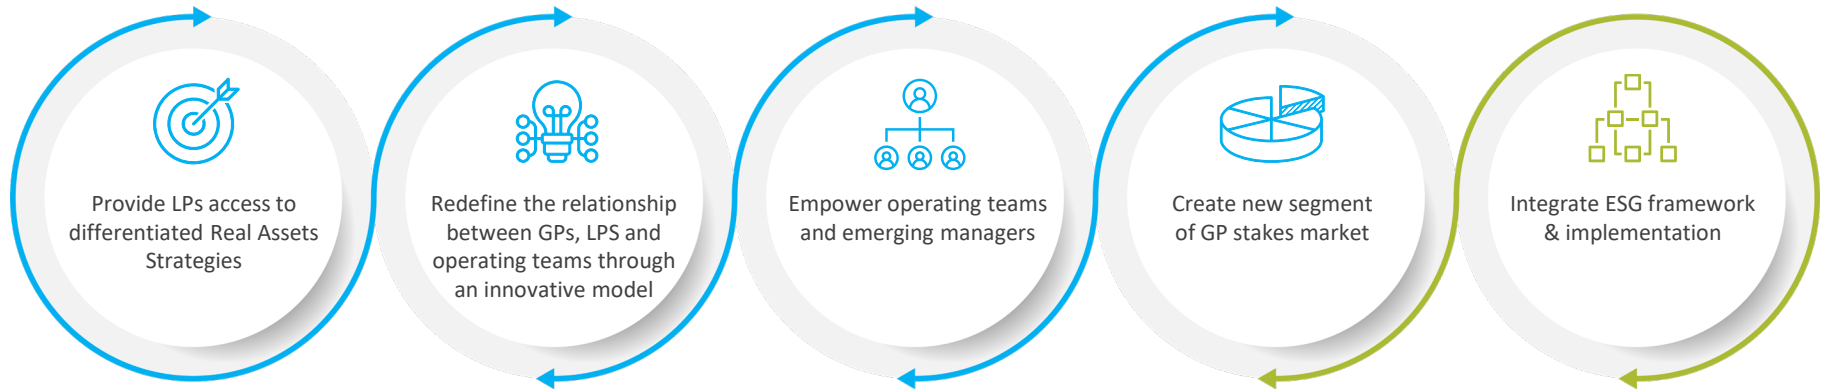 Provide LPs access to
differentiated Real Assets
Strategies
Redefine the relationship
between GPs, LPS and
operating teams through
an innovative model
Empower operating teams
and emerging managers
Create new segment
of GP stakes market
Integrate ESG framework
& implementation